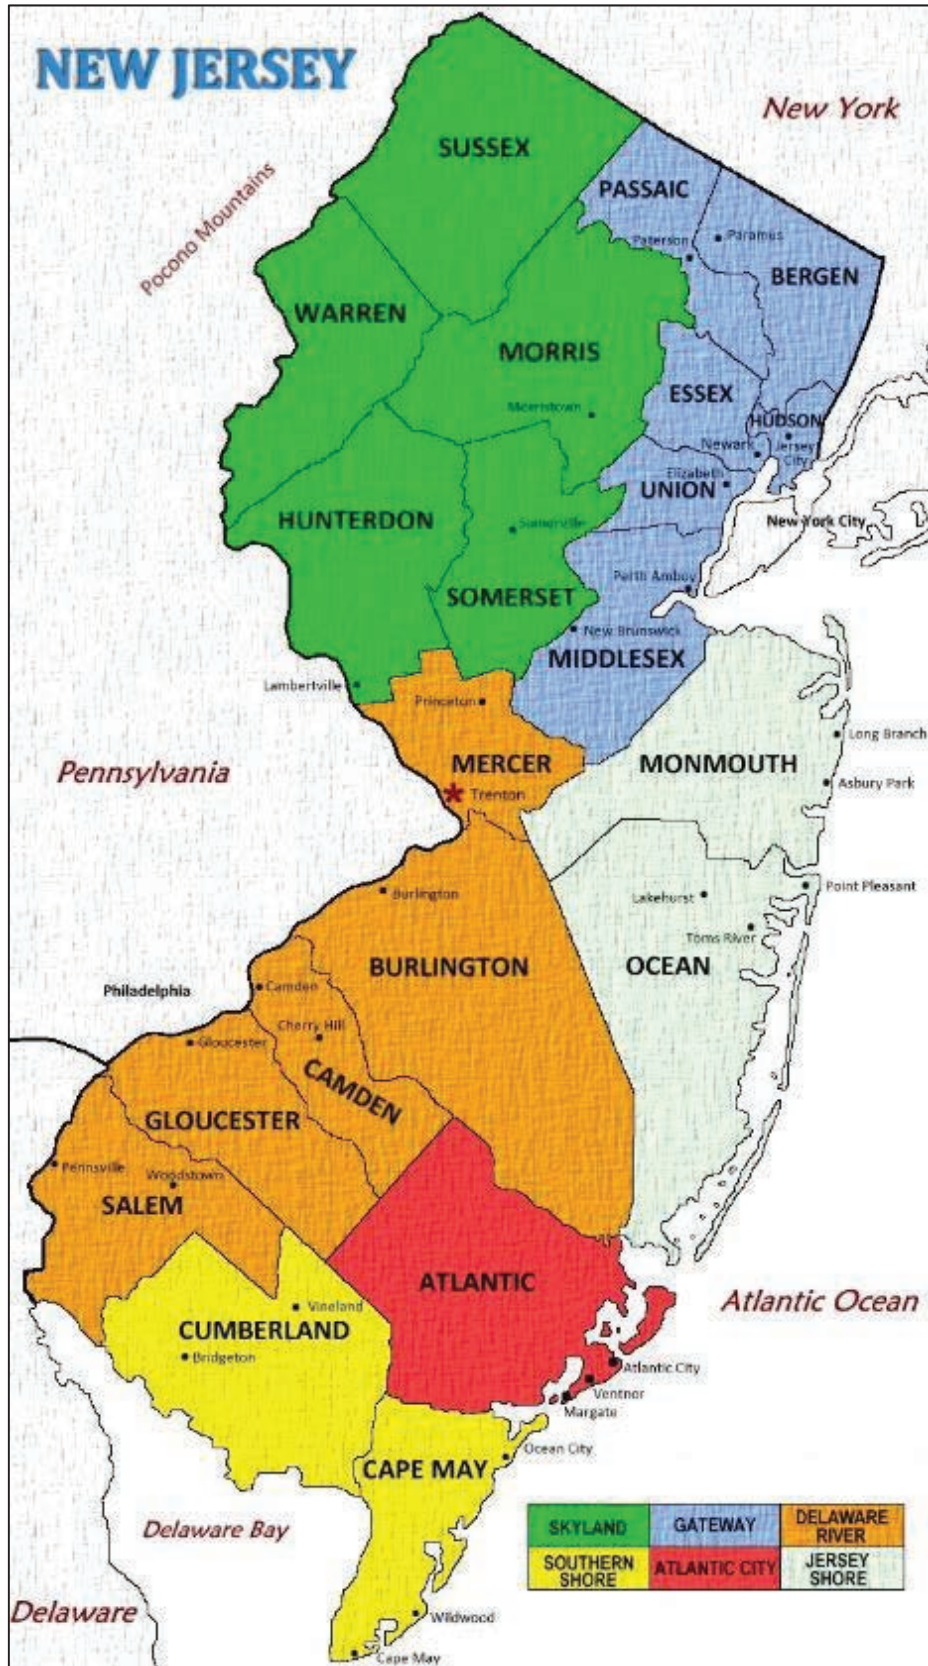 NEW JERSEY
New York
SUSSEX
PASSAIC
Pocono Mountains
Paterson
Paramus
BERGEN
WARREN
MORRIS
ESSEX
Morristown
HUDSON
Newark
Jersey
City
Elizabeth
UNION
HUNTERDON
Somerville
New York City
Perth Amboy
SOMERSET
New Brunswick
MIDDLESEX
Lambertville
Princeton
Long Branch
Pennsylvania
MERCER
MONMOUTH
Trenton
Asbury Park
Burlington
Lakehurst
Point Pleasant
Toms River
BURLINGTON
OCEAN
Philadelphia
Camden
Cherry Hill
Gloucester
CAMDEN
GLOUCESTER
Pennsville
Woodstown
SALEM
ATLANTIC
Atlantic Ocean
Vineland
CUMBERLAND
Bridgeton
Atlantic City
Ventnor
Margate
Ocean City
CAPE MAY
Delaware Bay
SKYLAND
GATEWAY
DELAWARE
RIVER
SOUTHERN
SHORE
ATLANTIC CITY
JERSEY
SHORE
Delaware
Wildwood
Cape May